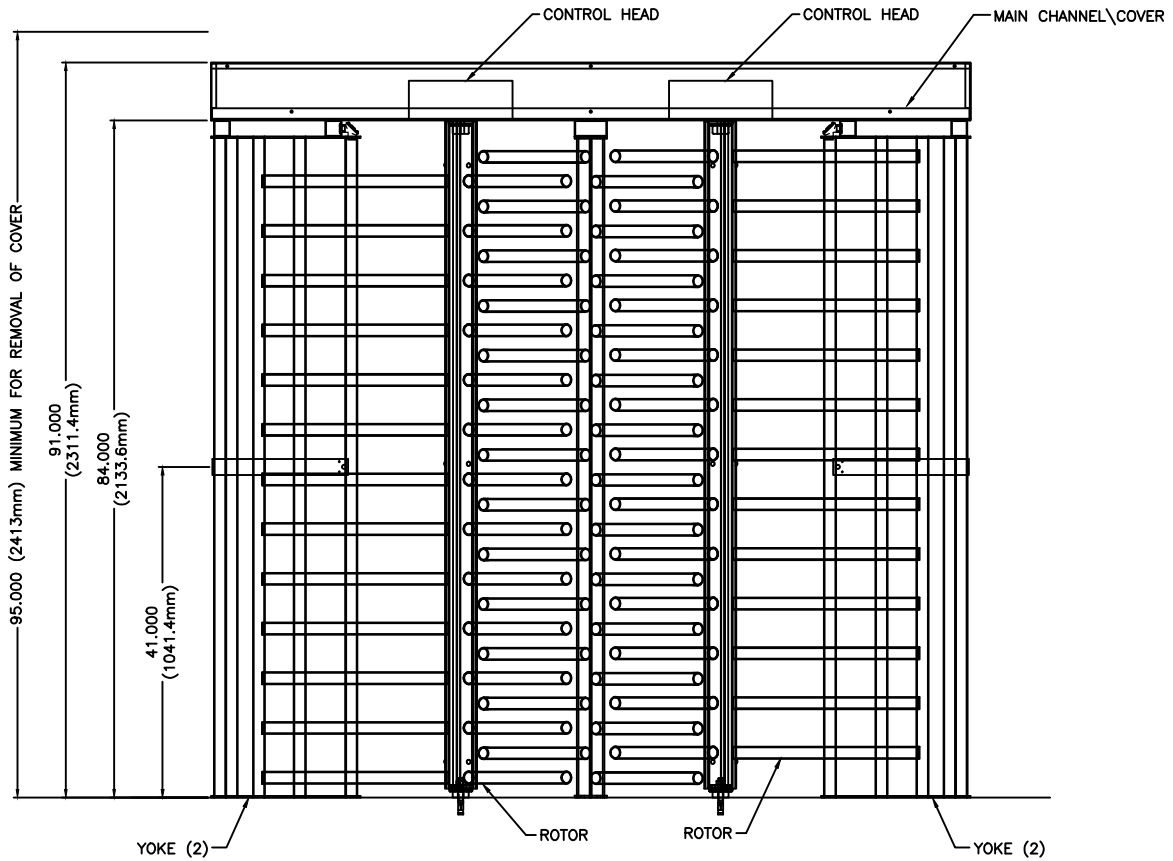 CONTROL HEAD
CONTROL HEAD
MAIN CHANNEL\COVER
95.000 (2413mm) MINIMUM FOR REMOVAL OF COVER
91.000
(2311.4mm)
84.000
(2133.6mm)
41.000
(1041.4mm)
ROTOR
ROTOR
YOKE (2)
YOKE (2)